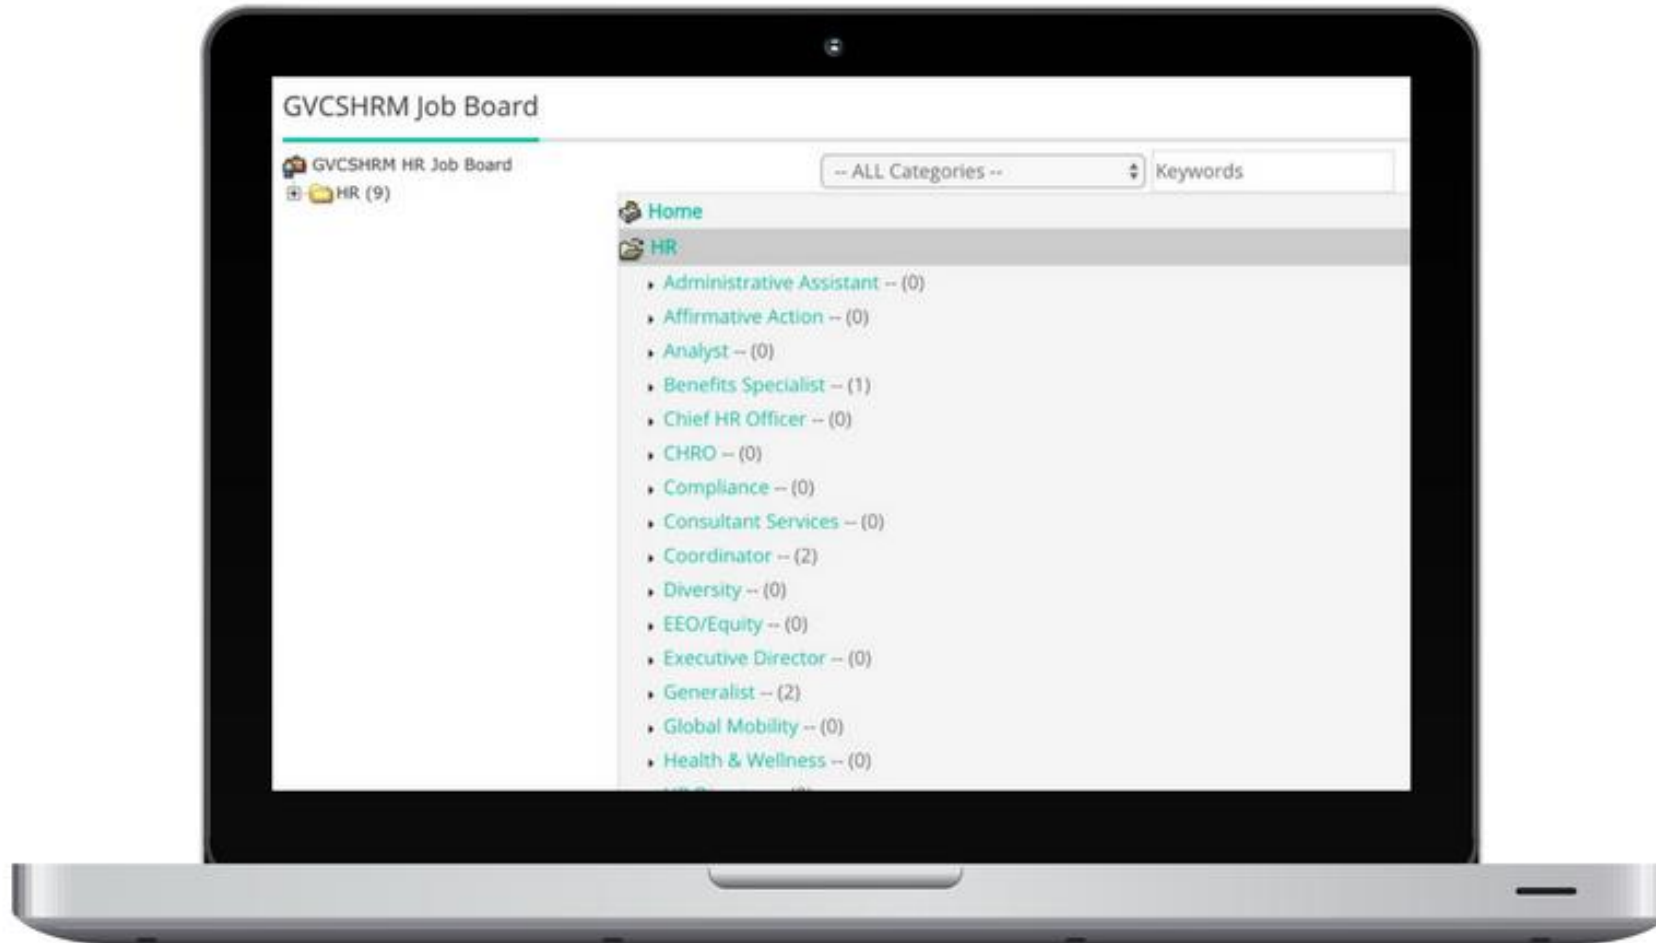 GVCSHRM Job Board
GVCSHRM HR Job Board
HR (9)
-- ALL Categories --
Keywords
Home
HR
Administrative Assistant -- (0)
Affirmative Action -- (0)
Analyst -- (0)
Benefits Specialist -- (1)
Chief HR Officer -- (0)
CHRO -- (0)
Compliance -- (0)
Consultant Services -- (0)
Coordinator -- (2)
Diversity -- (0)
EEO/Equity -- (0)
Executive Director -- (0)
Generalist -- (2)
Global Mobility -- (0)
Health & Wellness -- (0)